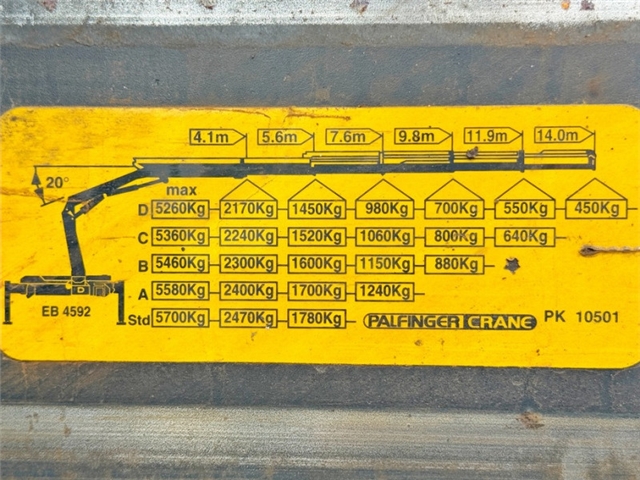 4.1m 5.6m 7.6m 9.8m 11.9m 14.0m
20°
max
D 5260Kg 2170Kg 1450Kg 980Kg 700Kg 550Kg 450Kg
C 5360Kg 2240Kg 1520Kg 1060Kg 800Kg 640Kg
B 5460Kg 2300Kg 1600Kg 1150Kg 880Kg
A 5580Kg 2400Kg 1700Kg 1240Kg
EB 4592
Std 5700Kg 2470Kg 1780Kg PALFINGER CRANE PK 10501